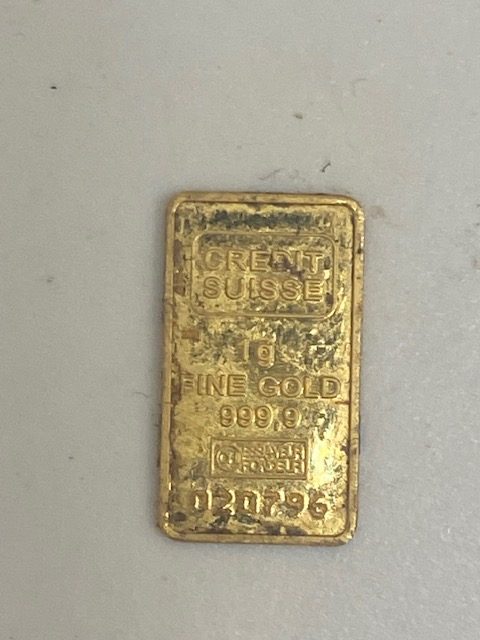 CREDIT
SUISSE
1g
FINE GOLD
999,9
ESSAYEUR
FONDEUR
020796